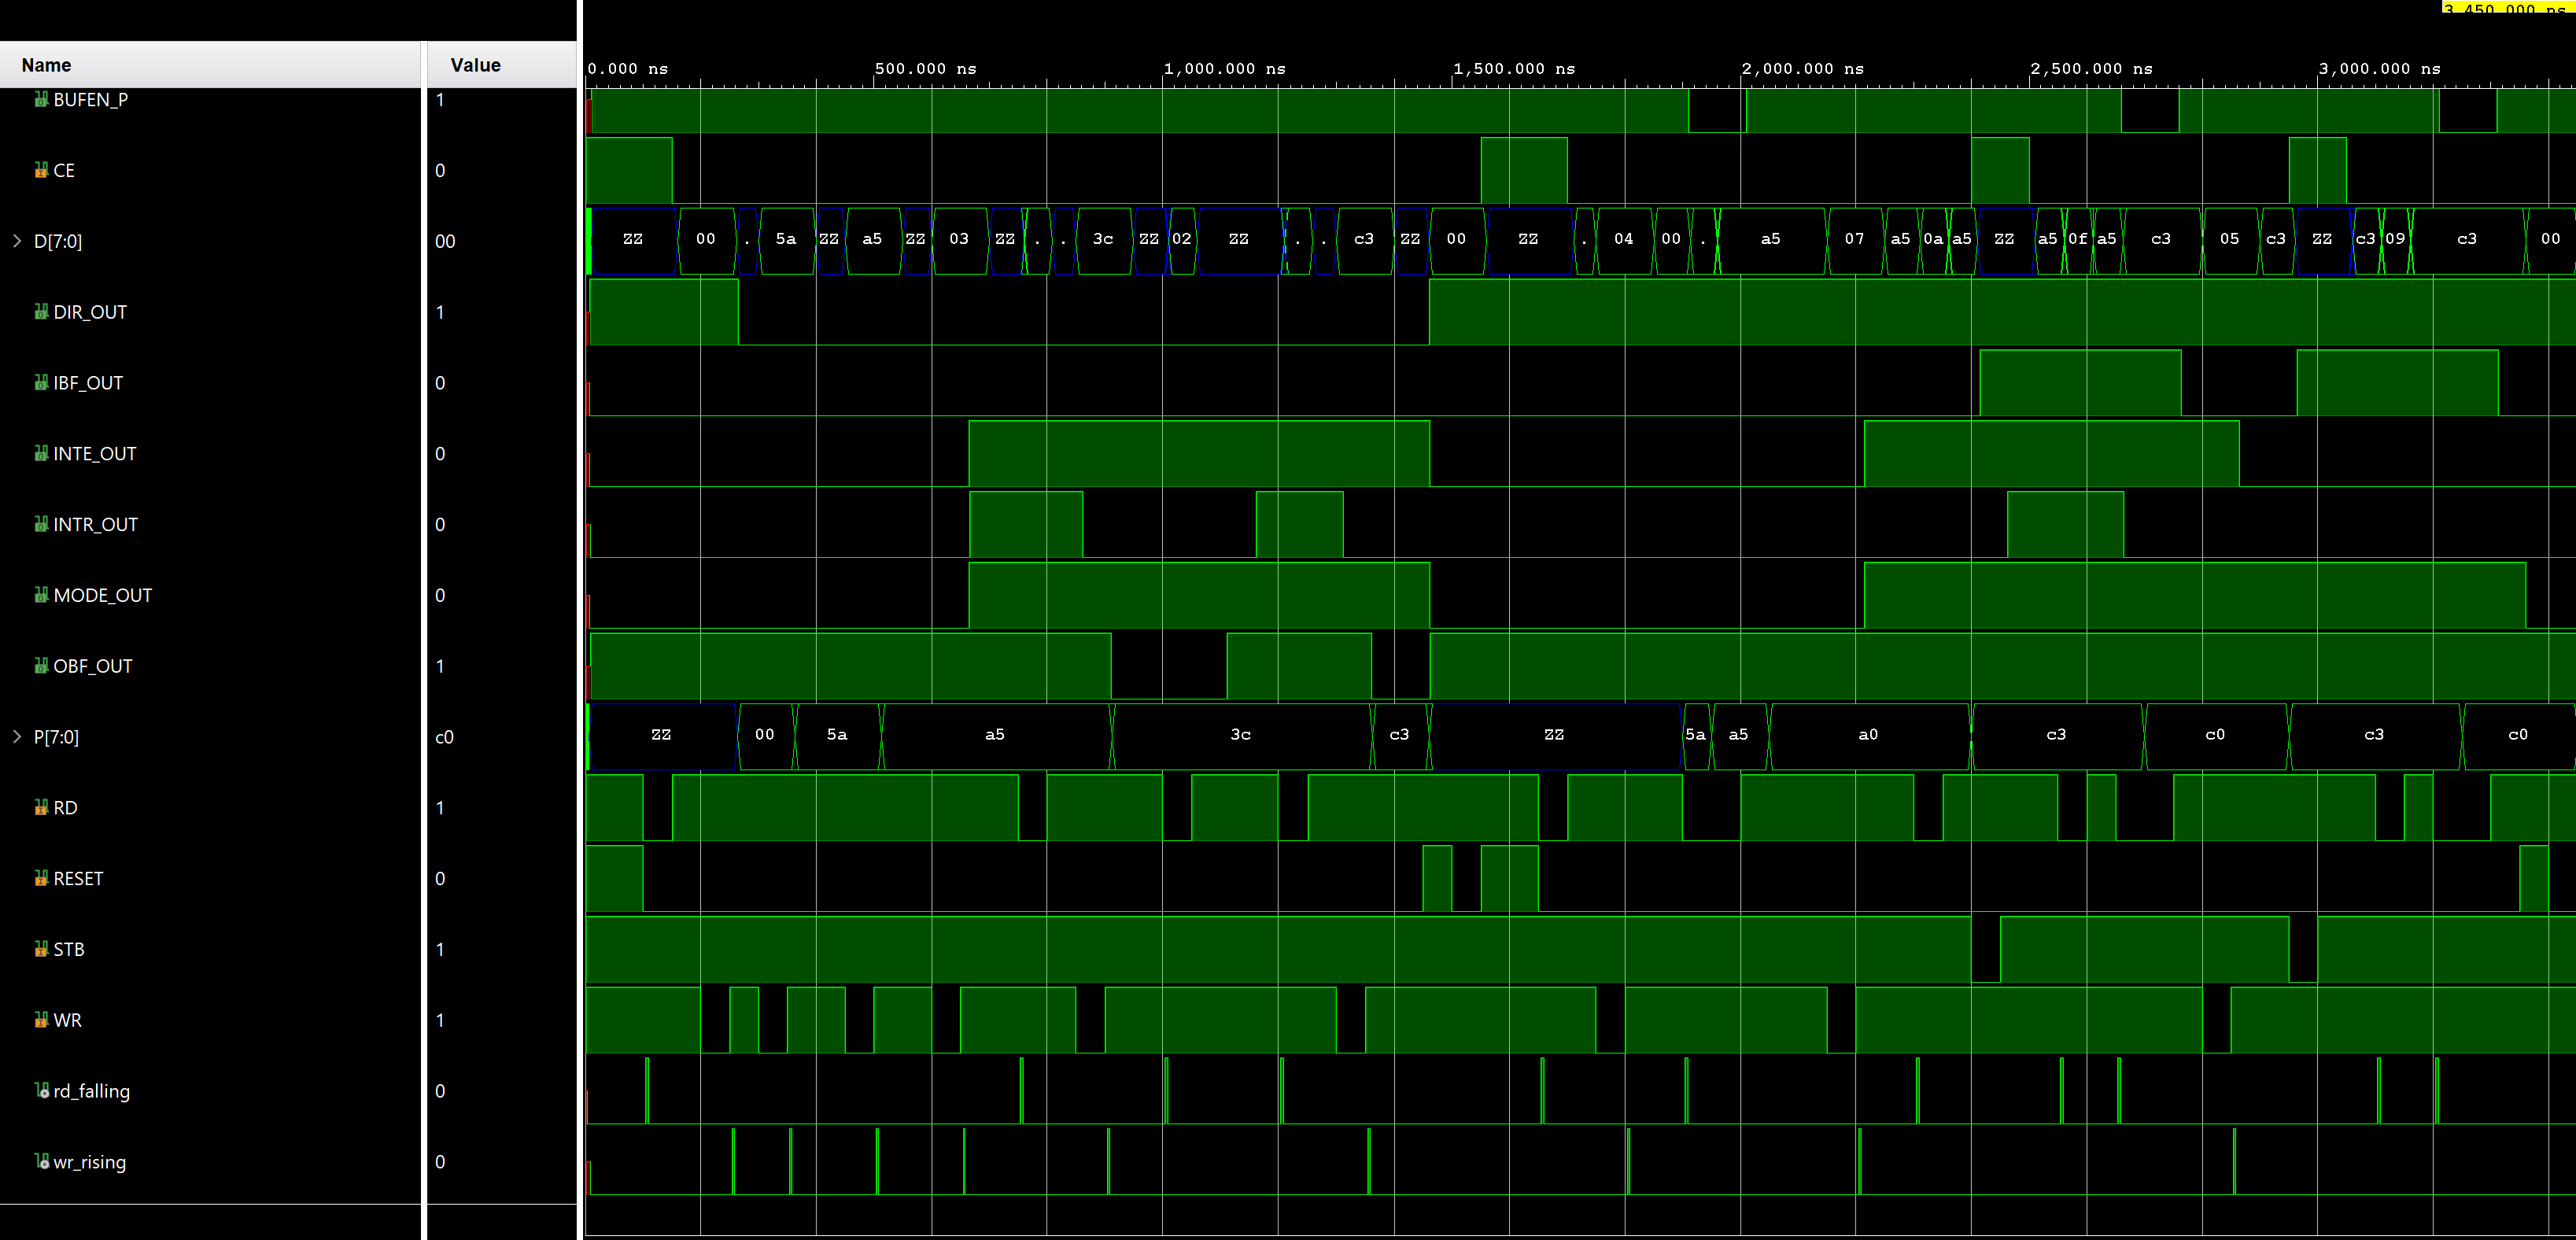 3,450.000 ns
Name Value
0.000 ns 500.000 ns 1,000.000 ns 1,500.000 ns 2,000.000 ns 2,500.000 ns 3,000.000 ns
BUFEN_P 1
CE 0
D[7:0] 00 ZZ 00 . 5a ZZ a5 ZZ 03 ZZ . . 3c ZZ 02 ZZ . . c3 ZZ 00 ZZ . 04 00 . a5 07 a5 0a a5 ZZ a5 0f a5 c3 05 c3 ZZ c3 09 c3 00
DIR_OUT 1
IBF_OUT 0
INTE_OUT 0
INTR_OUT 0
MODE_OUT 0
OBF_OUT 1
P[7:0] c0 ZZ 00 5a a5 3c c3 ZZ 5a a5 a0 c3 c0 c3 c0
RD 1
RESET 0
STB 1
WR 1
rd_falling 0
wr_rising 0